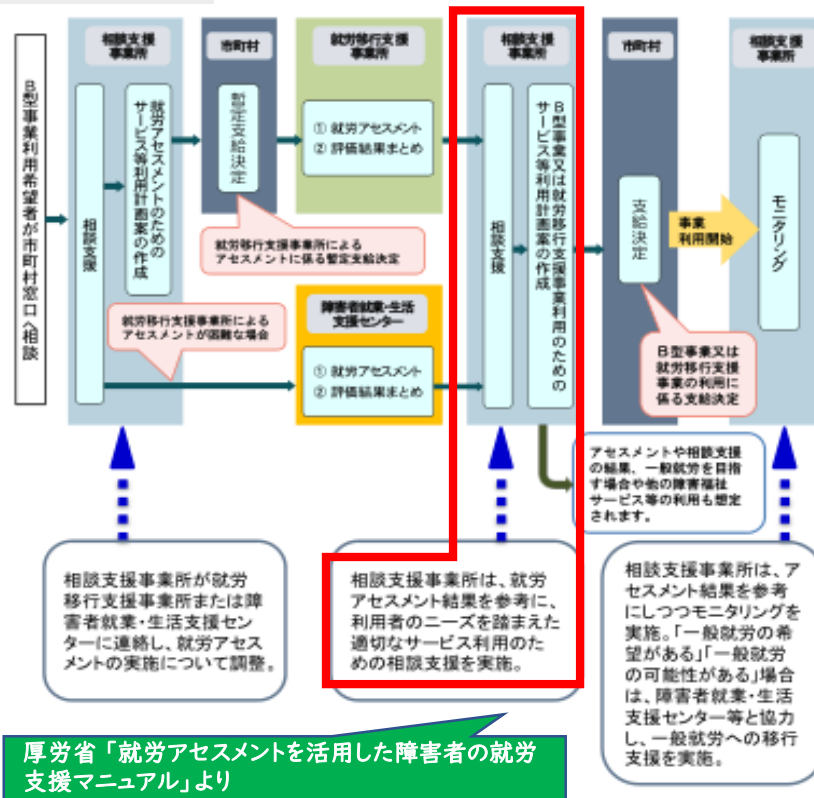 B型事業利用希望者が市町村窓口へ相談
相談支援
事業所
相談支援
就労アセスメントのための
サービス等利用計画案の作成
市町村
暫定支給決定
就労移行支援
事業所
① 就労アセスメント
② 評価結果まとめ
就労移行支援事業所による
アセスメントに係る暫定支給決定
就労移行支援事業所による
アセスメントが困難な場合
障害者就業・生活
支援センター
① 就労アセスメント
② 評価結果まとめ
相談支援
事業所
相談支援
B型事業又は就労移行支援事業利用のための
サービス等利用計画案の作成
市町村
支給決定
事業
利用開始
B型事業又は
就労移行支援
事業の利用に
係る支給決定
相談支援
事業所
モニタリング
アセスメントや相談支援
の結果、一般就労を目指
す場合や他の障害福祉
サービス等の利用も想定
されます。
相談支援事業所が就労
移行支援事業所または障
害者就業・生活支援セン
ターに連絡し、就労アセス
メントの実施について調整。
相談支援事業所は、就労
アセスメント結果を参考に、
利用者のニーズを踏まえた
適切なサービス利用のた
めの相談支援を実施。
相談支援事業所は、ア
セスメント結果を参考
にしつつモニタリングを
実施。「一般就労の希
望がある」「一般就労
の可能性がある」場合
は、障害者就業・生活
支援センター等と協力
し、一般就労への移行
支援を実施。
厚労省「就労アセスメントを活用した障害者の就労
支援マニュアル」より